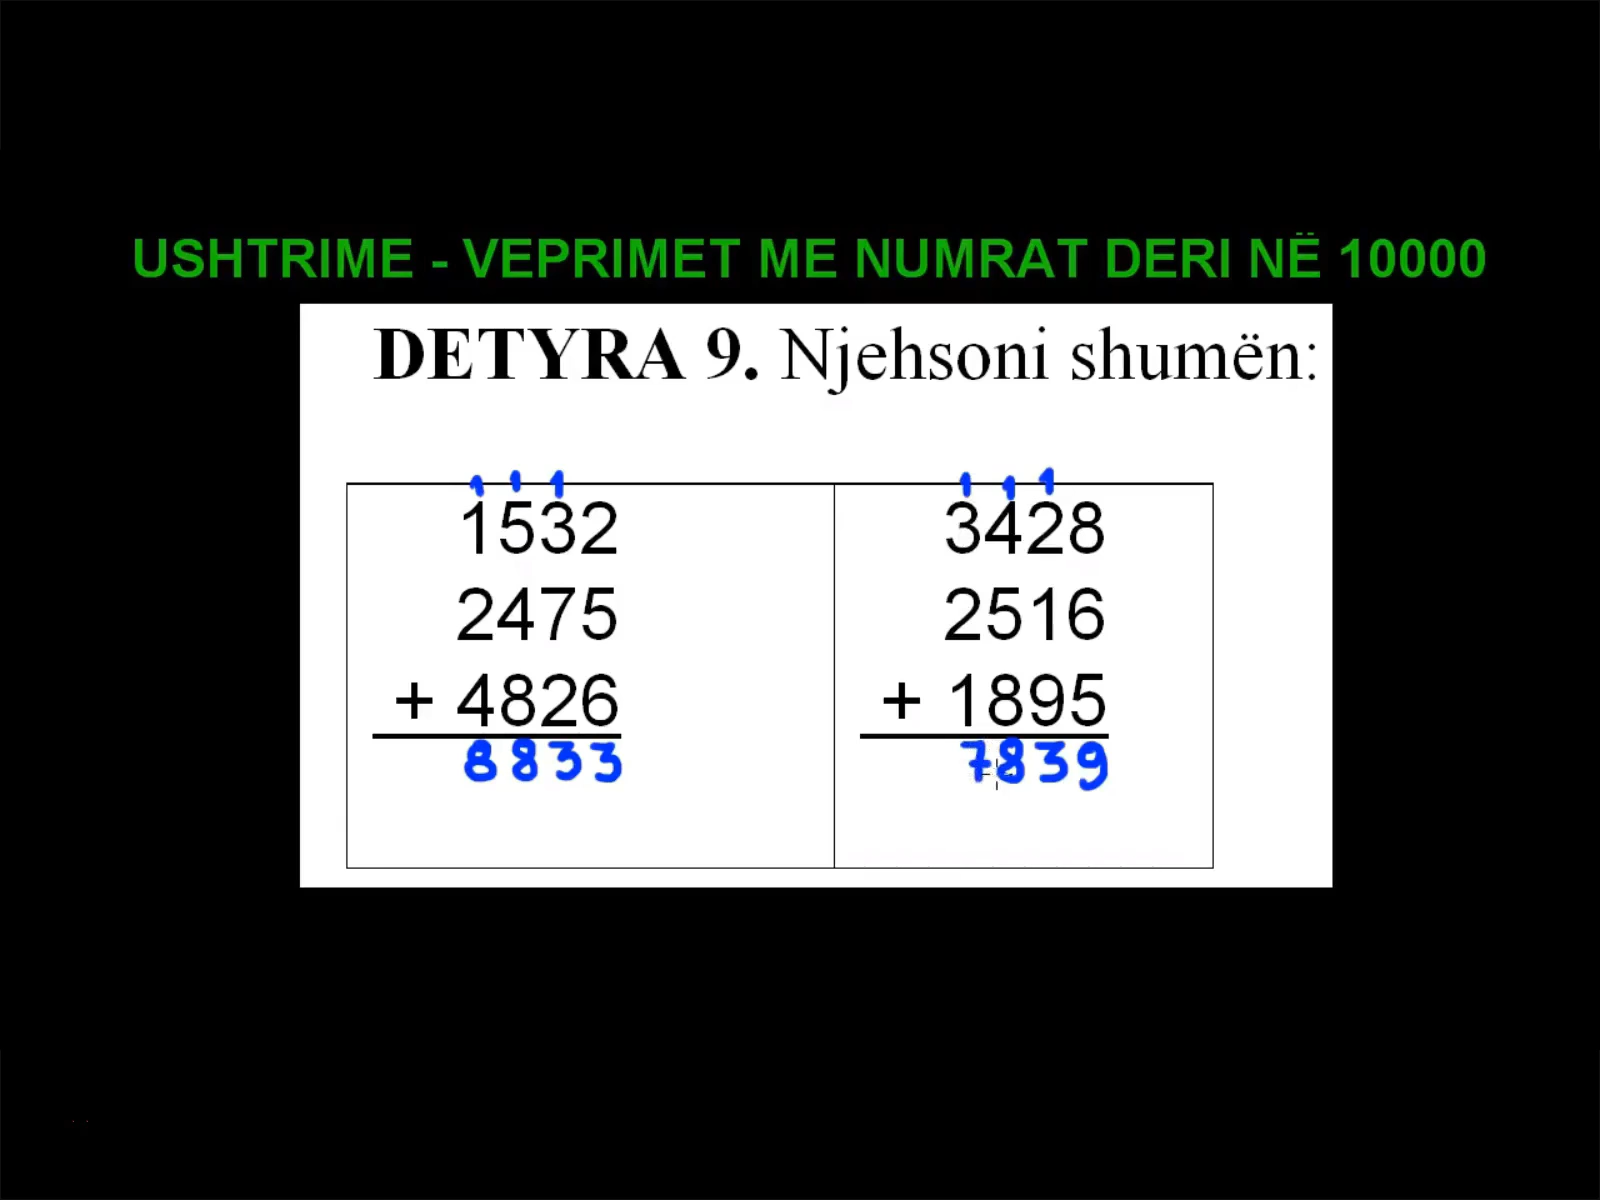 USHTRIME - VEPRIMET ME NUMRAT DERI NË 10000
DETYRA 9. Njehsoni shumën:
1 1 1
1532
2475
+ 4826
8833
1 1 1
3428
2516
+ 1895
7839